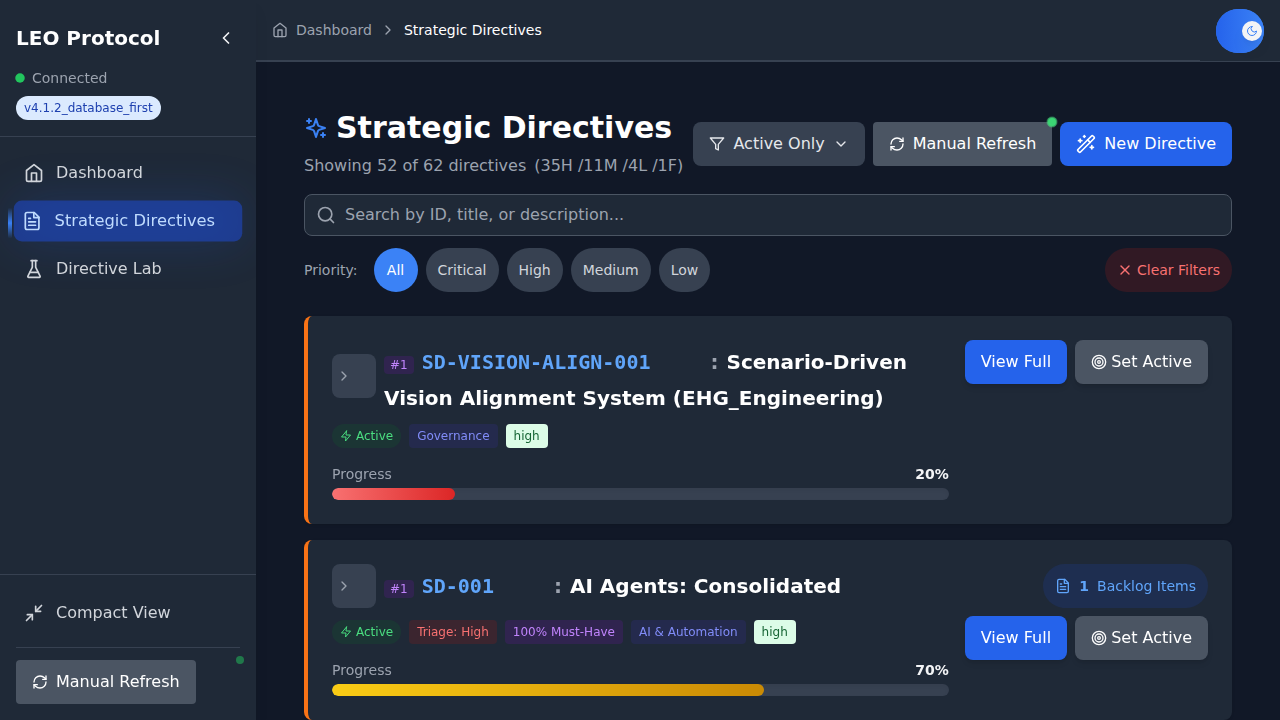 LEO Protocol
Connected
v4.1.2_database_first
Dashboard
Strategic Directives
Directive Lab
Compact View
Manual Refresh
Dashboard
Strategic Directives
Strategic Directives
Showing 52 of 62 directives (35H /11M /4L /1F)
Active Only
Manual Refresh
New Directive
Search by ID, title, or description...
Priority:
All
Critical
High
Medium
Low
Clear Filters
#1 SD-VISION-ALIGN-001 : Scenario-Driven
Vision Alignment System (EHG_Engineering)
Active
Governance
high
Progress
20%
View Full
Set Active
#1 SD-001 : AI Agents: Consolidated
Active
Triage: High
100% Must-Have
AI & Automation
high
Progress
70%
1 Backlog Items
View Full
Set Active